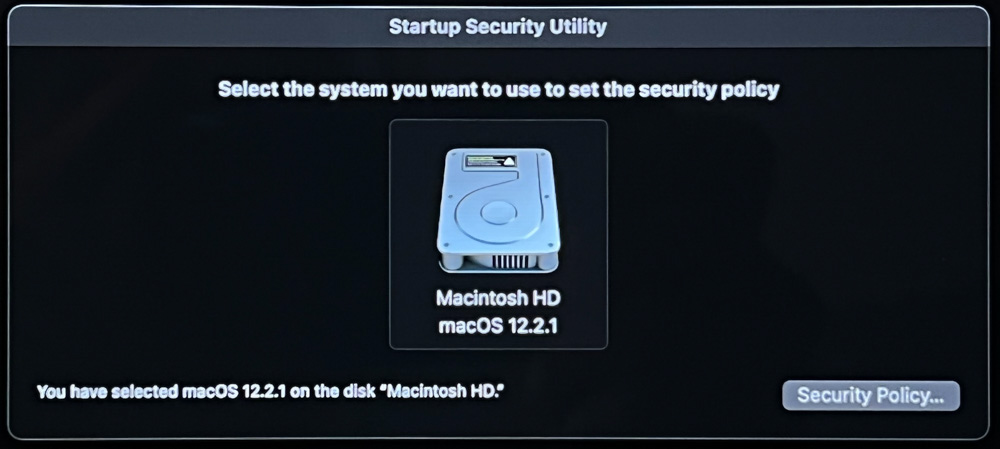 Startup Security Utility
Select the system you want to use to set the security policy
Macintosh HD
macOS 12.2.1
You have selected macOS 12.2.1 on the disk “Macintosh HD.”
Security Policy...